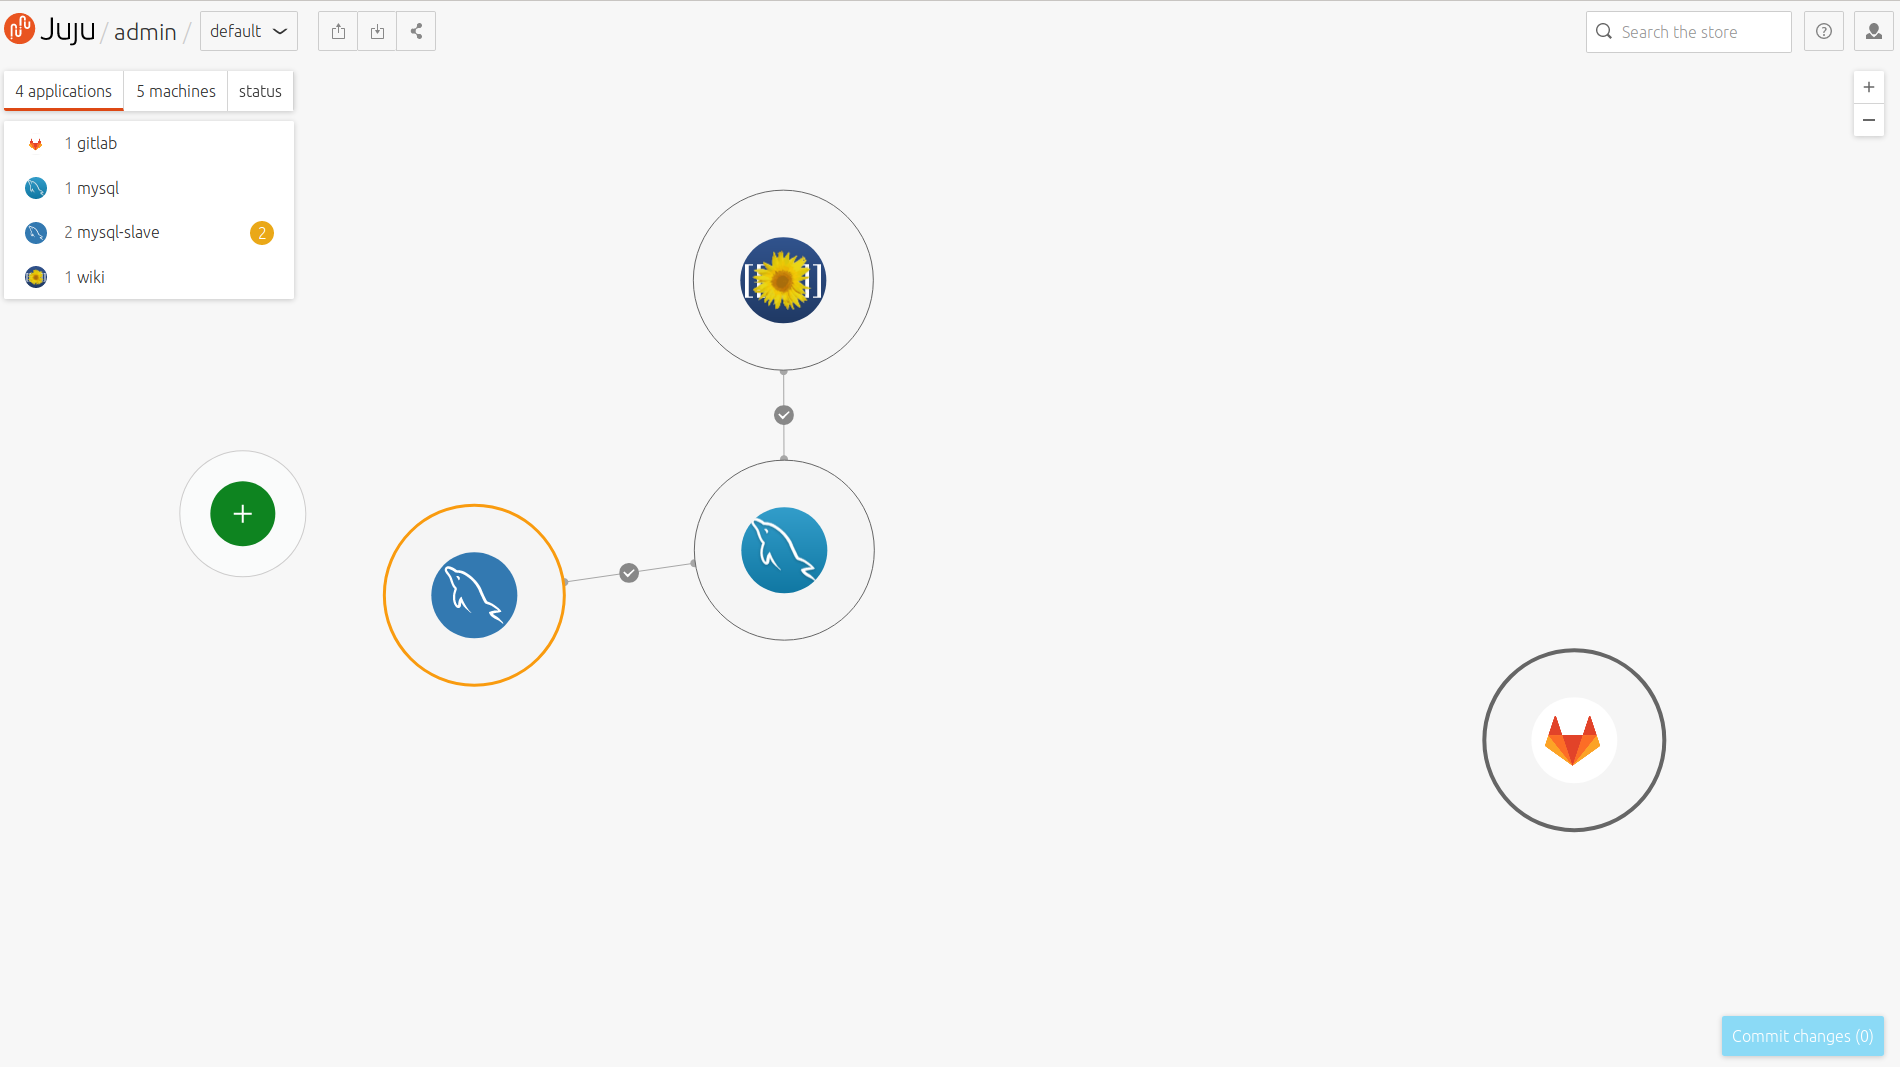 Juju / admin / default
Search the store
4 applications 5 machines status
1 gitlab
1 mysql
2 mysql-slave 2
1 wiki
Commit changes (0)